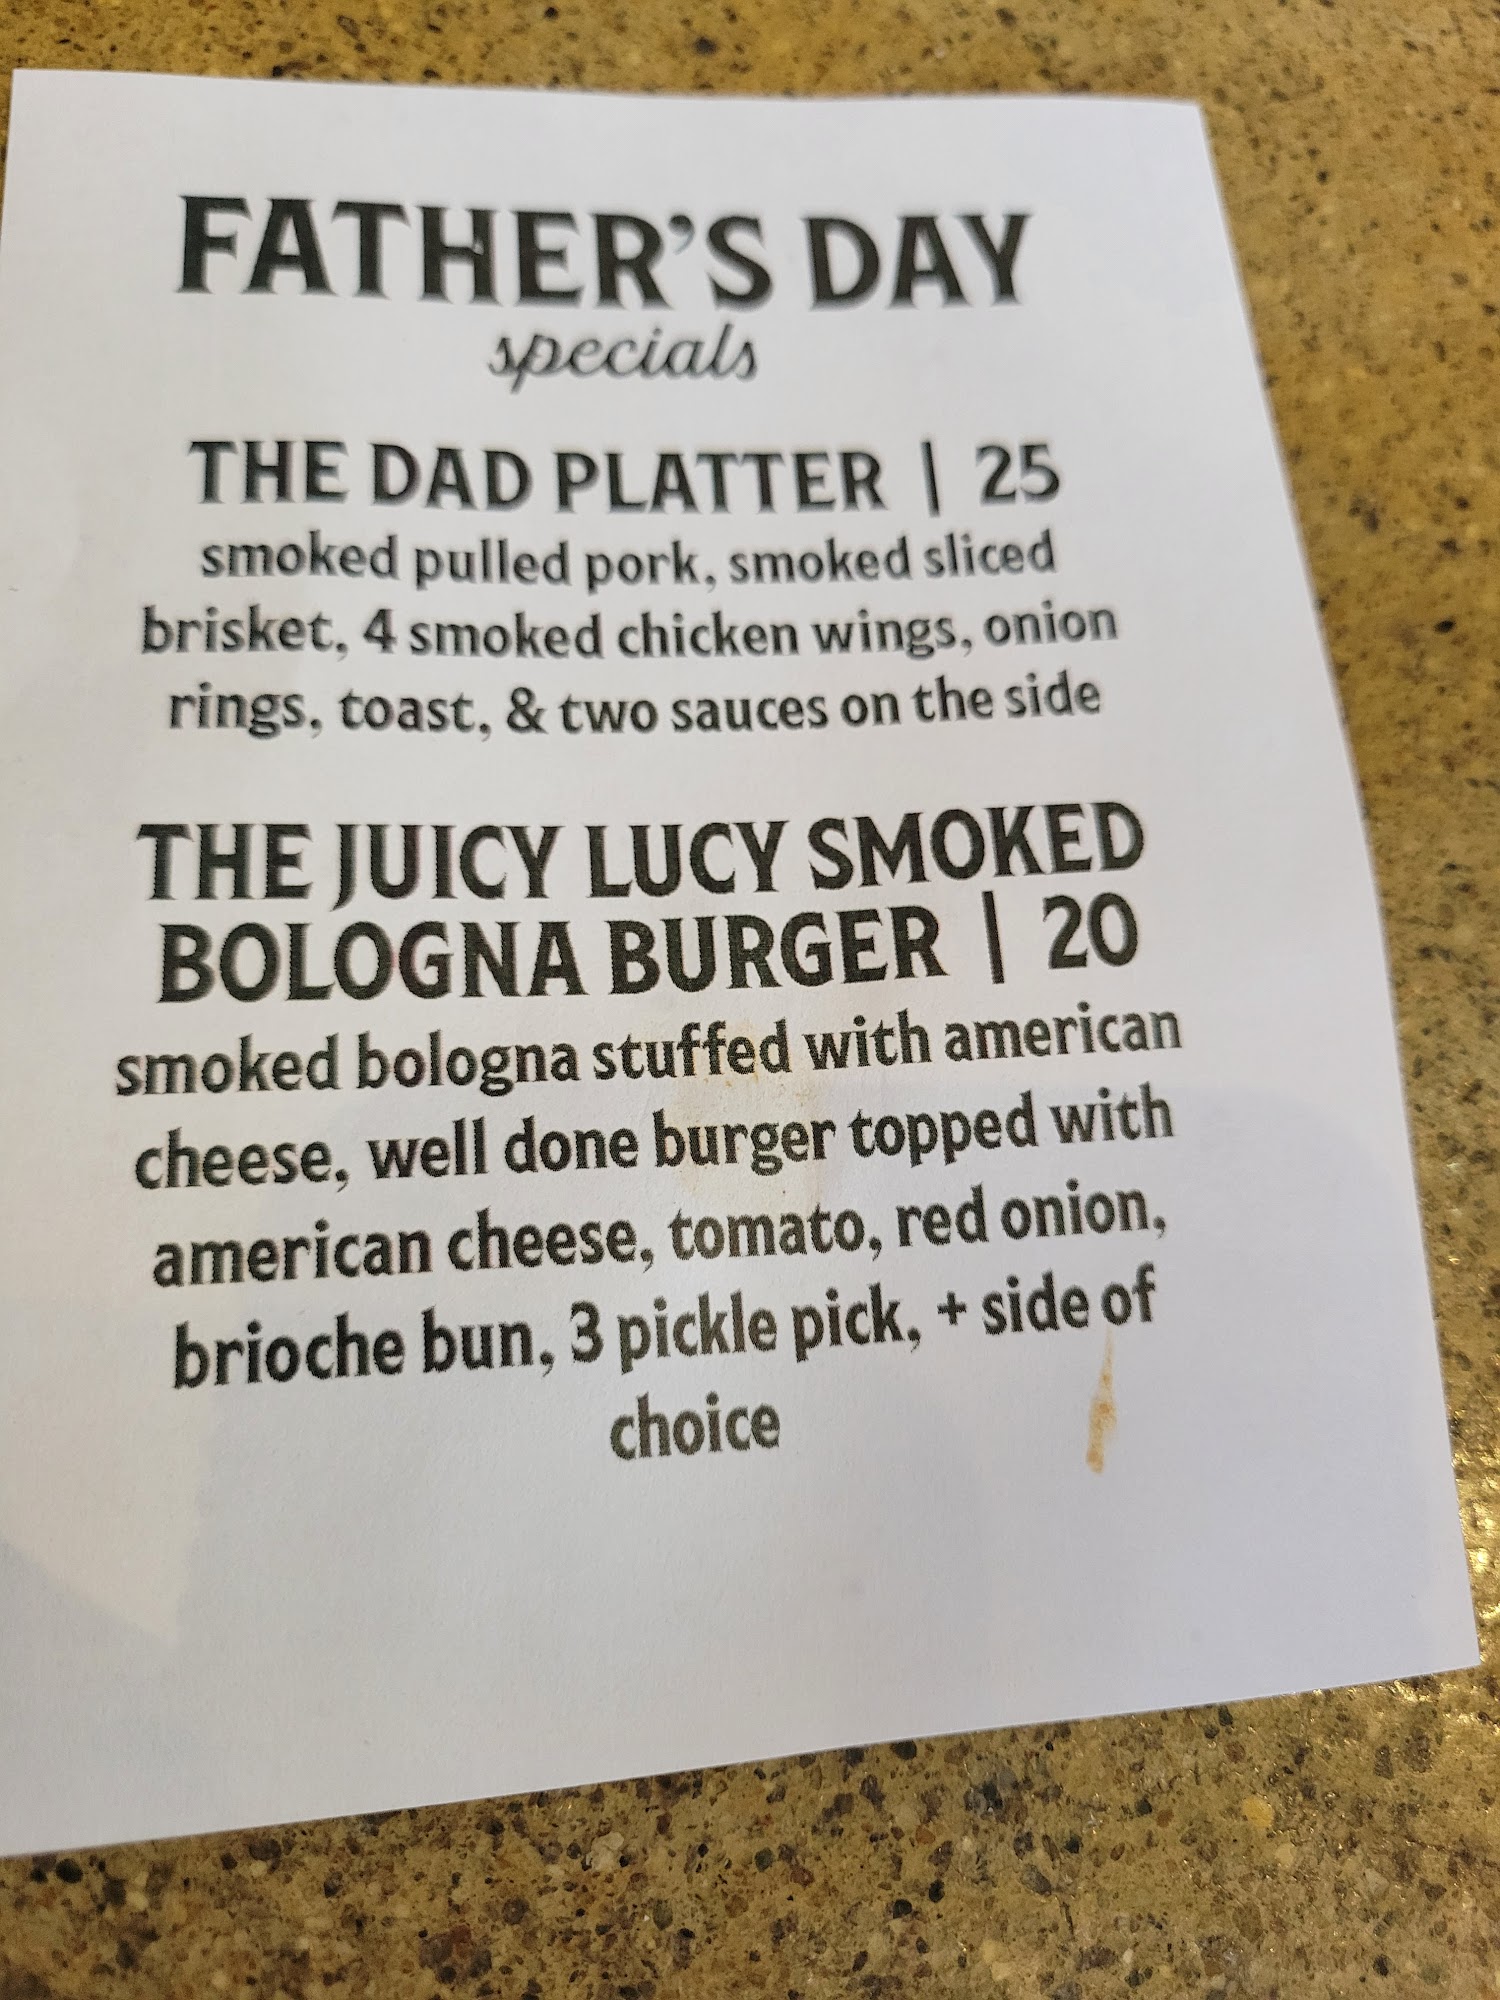 FATHER'S DAY
specials
THE DAD PLATTER | 25
smoked pulled pork, smoked sliced
brisket, 4 smoked chicken wings, onion
rings, toast, & two sauces on the side
THE JUICY LUCY SMOKED
BOLOGNA BURGER | 20
smoked bologna stuffed with american
cheese, well done burger topped with
american cheese, tomato, red onion,
brioche bun, 3 pickle pick, + side of
choice